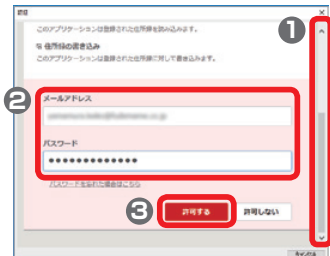 認証
このアプリケーションは登録された住所録を読み込みます。
住所録の書き込み
このアプリケーションは登録された住所録に対して書き込みます。
1
2
メールアドレス
パスワード
●●●●●●●●●●●●●
パスワードを忘れた場合はこちら
3
許可する
許可しない
キャンセル